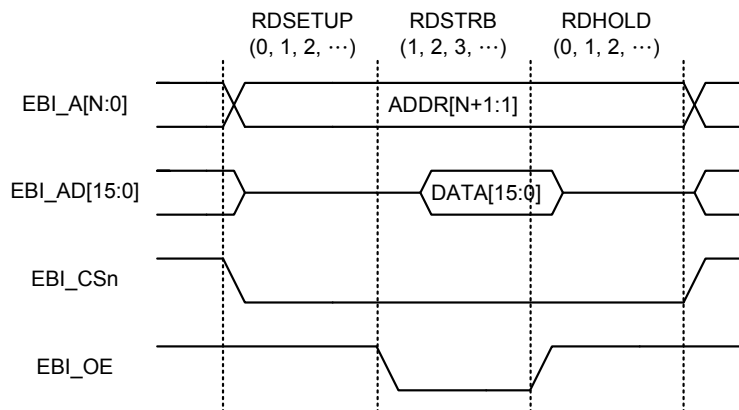 RDSETUP RDSTRB RDHOLD
(0, 1, 2, ⋯) (1, 2, 3, ⋯) (0, 1, 2, ⋯)
EBI_A[N:0] ADDR[N+1:1]
EBI_AD[15:0] DATA[15:0]
EBI_CSn
EBI_OE